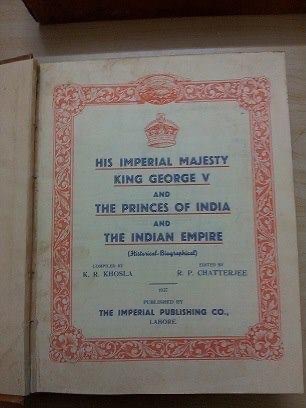 HIS IMPERIAL MAJESTY
KING GEORGE V
AND
THE PRINCES OF INDIA
AND
THE INDIAN EMPIRE
(Historical-Biographical)
COMPILED BY EDITED BY
K. R. KHOSLA R. P. CHATTERJEE
1937
PUBLISHED BY
THE IMPERIAL PUBLISHING CO.,
LAHORE.